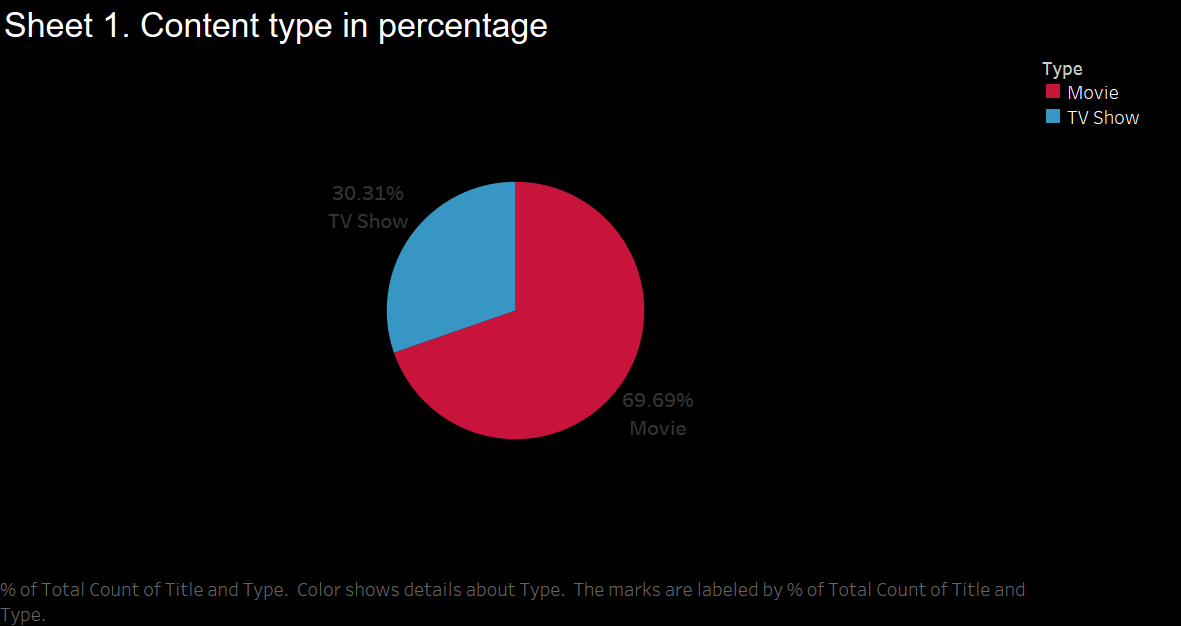 Sheet 1. Content type in percentage
Type
Movie
TV Show
30.31%
TV Show
69.69%
Movie
% of Total Count of Title and Type.  Color shows details about Type.  The marks are labeled by % of Total Count of Title and
Type.